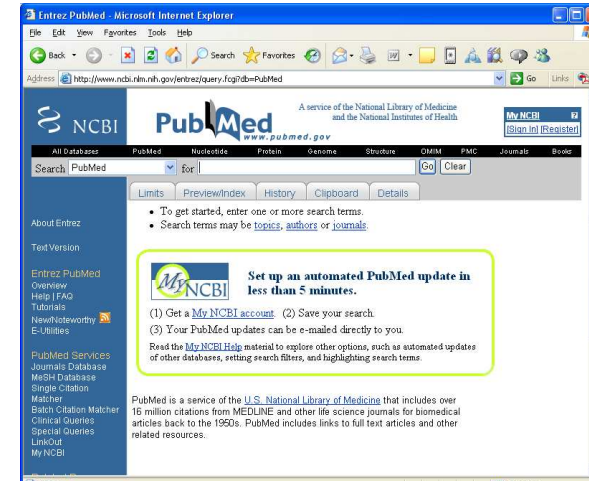 Entrez PubMed - Microsoft Internet Explorer
File Edit View Favorites Tools Help
Back Search Favorites
Address http://www.ncbi.nlm.nih.gov/entrez/query.fcgi?db=PubMed Go Links
NCBI
PubMed
www.pubmed.gov
A service of the National Library of Medicine
and the National Institutes of Health
My NCBI ?
[Sign In] [Register]
All Databases PubMed Nucleotide Protein Genome Structure OMIM PMC Journals Books
Search PubMed for Go Clear
Limits Preview/Index History Clipboard Details
About Entrez
Text Version
Entrez PubMed
Overview
Help | FAQ
Tutorials
New/Noteworthy
E-Utilities
PubMed Services
Journals Database
MeSH Database
Single Citation
Matcher
Batch Citation Matcher
Clinical Queries
Special Queries
LinkOut
My NCBI
• To get started, enter one or more search terms.
• Search terms may be topics, authors or journals.
My NCBI
Set up an automated PubMed update in
less than 5 minutes.
(1) Get a My NCBI account. (2) Save your search.
(3) Your PubMed updates can be e-mailed directly to you.
Read the My NCBI Help material to explore other options, such as automated updates
of other databases, setting search filters, and highlighting search terms.
PubMed is a service of the U.S. National Library of Medicine that includes over
16 million citations from MEDLINE and other life science journals for biomedical
articles back to the 1950s. PubMed includes links to full text articles and other
related resources.